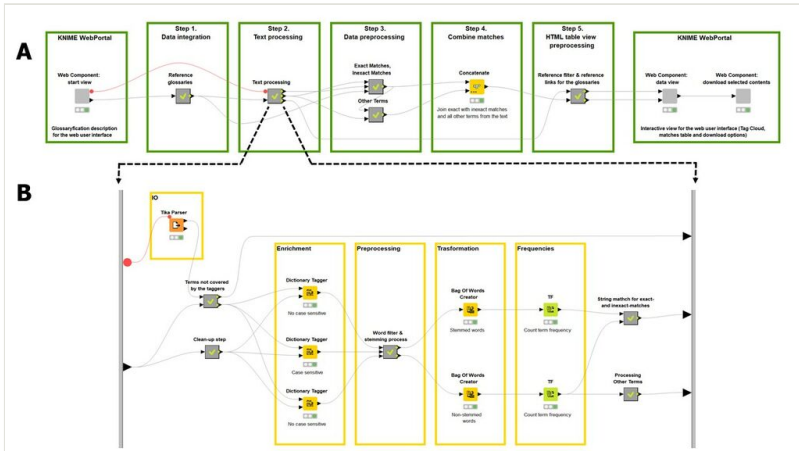 A
KNIME WebPortal
Web Component:
start view
Glossaryfication description
for the web user interface
Step 1.
Data integration
Reference
glossaries
Step 2.
Text processing
Text processing
Step 3.
Data preprocessing
Exact Matches,
Inexact Matches
Other Terms
Step 4.
Combine matches
Concatenate
Join exact with inexact matches
and all other terms from the text
Step 5.
HTML table view
preprocessing
Reference filter & reference
links for the glossaries
KNIME WebPortal
Web Component:
data view
Web Component:
download selected contents
Interactive view for the web user interface (Tag Cloud,
matches table and download options)
B
IO
Tika Parser
Terms not covered
by the taggers
Clean-up step
Enrichment
Dictionary Tagger
No case sensitive
Dictionary Tagger
Case sensitive
Dictionary Tagger
No case sensitive
Preprocessing
Word filter &
stemming process
Trasformation
Bag Of Words
Creator
Stemmed words
Bag Of Words
Creator
Non-stemmed
words
Frequencies
TF
Count term frequency
TF
Count term frequency
String mathch for exact-
and inexact-matches
Processing
Other Terms